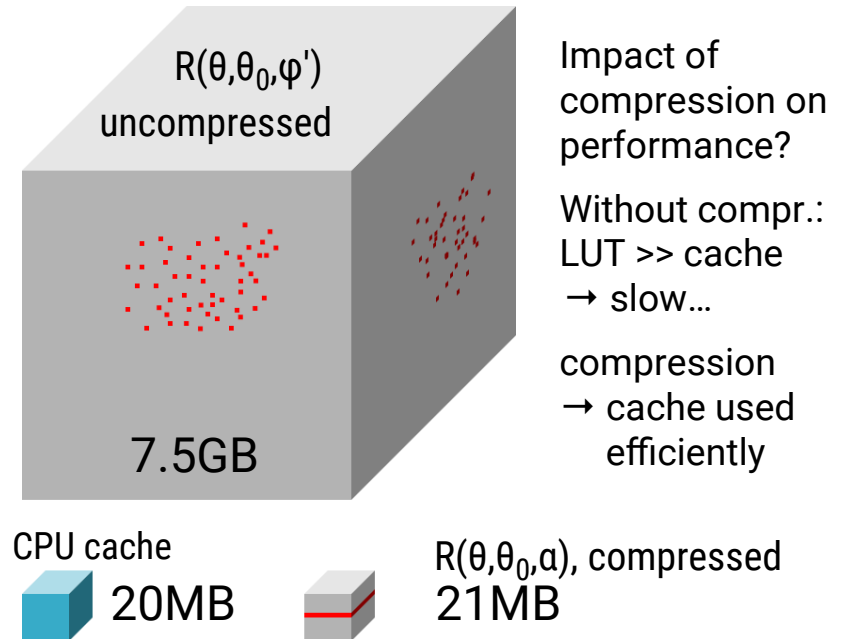 R(θ,θ₀,φ')
uncompressed
7.5GB
Impact of
compression on
performance?
Without compr.:
LUT >> cache
→ slow…
compression
→ cache used
efficiently
CPU cache
20MB
R(θ,θ₀,α), compressed
21MB